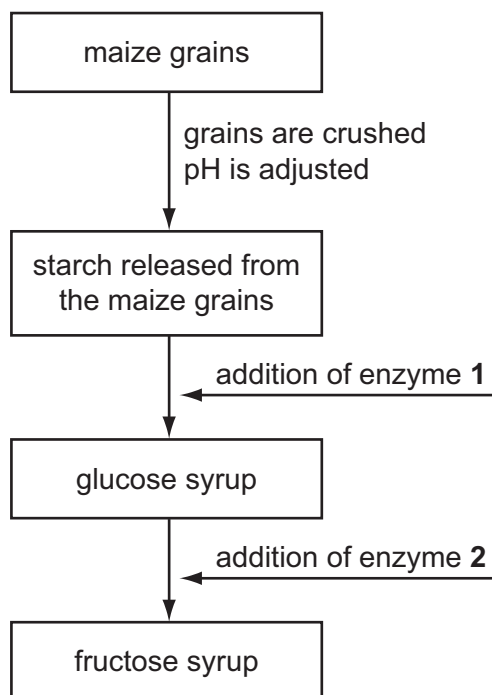 maize grains
grains are crushed
pH is adjusted
starch released from
the maize grains
addition of enzyme 1
glucose syrup
addition of enzyme 2
fructose syrup